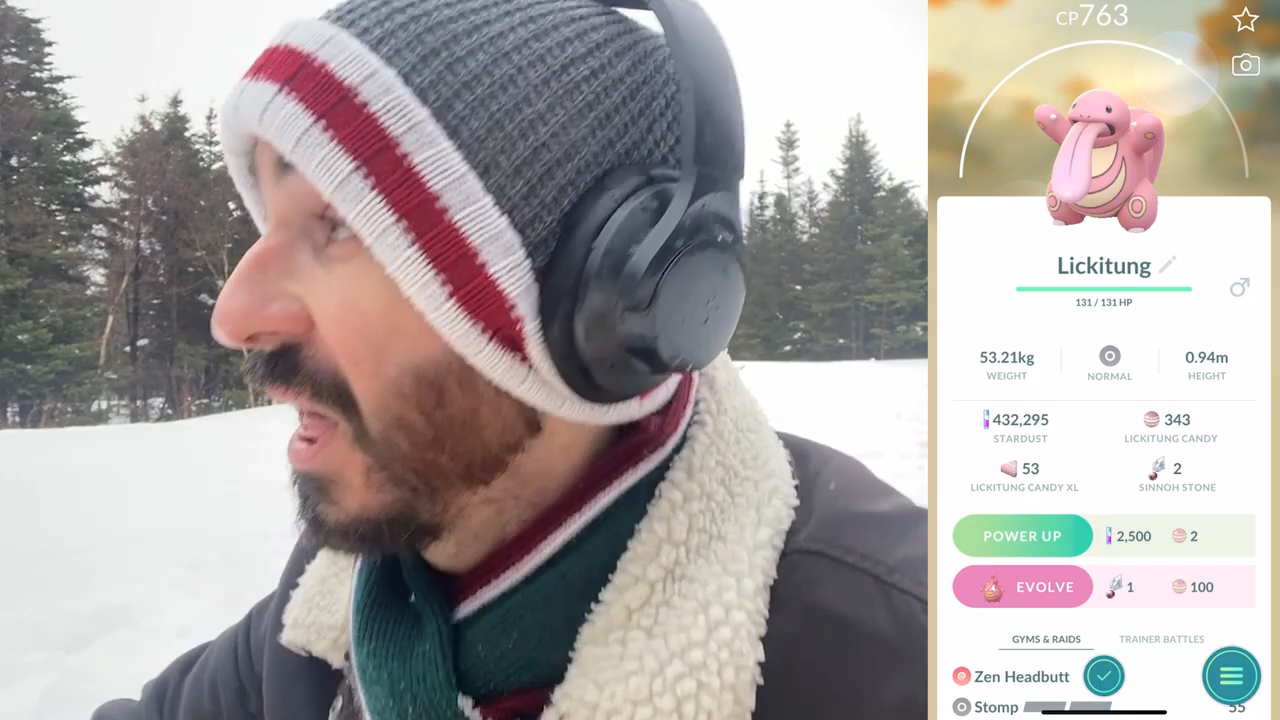 CP763
Lickitung
131 / 131 HP
53.21kg
WEIGHT
NORMAL
0.94m
HEIGHT
432,295
STARDUST
343
LICKITUNG CANDY
53
LICKITUNG CANDY XL
2
SINNOH STONE
POWER UP 2,500 2
EVOLVE 1 100
GYMS & RAIDS TRAINER BATTLES
Zen Headbutt
Stomp 55